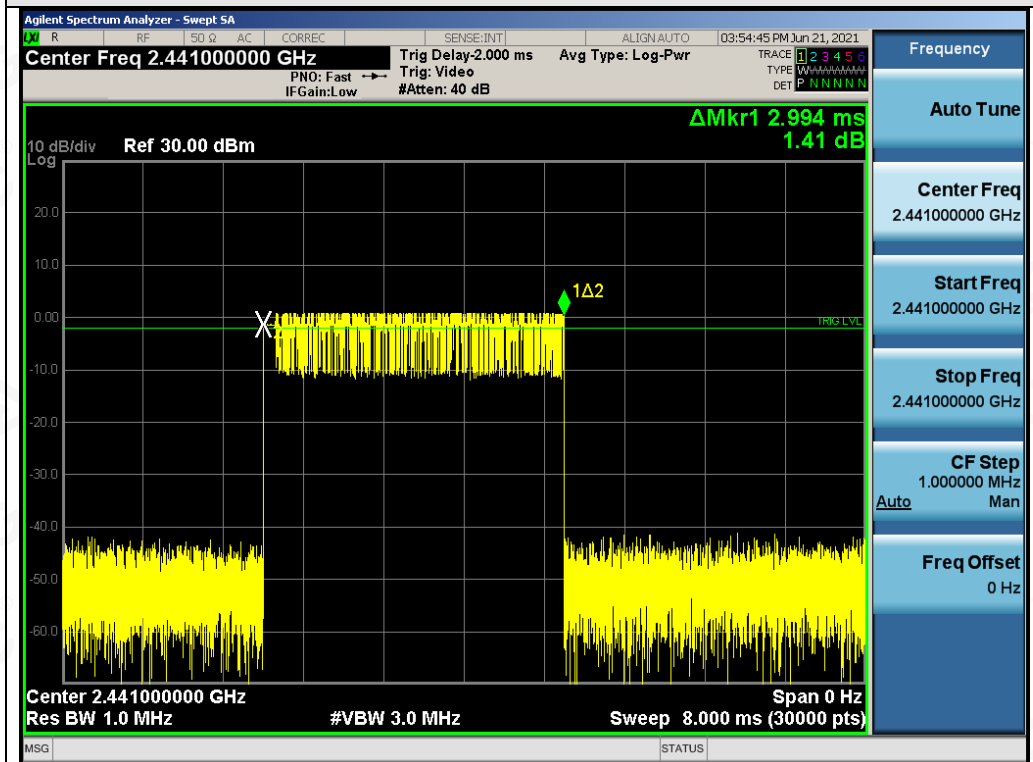 Agilent Spectrum Analyzer - Swept SA
LXI R RF 50 Ω AC CORREC SENSE:INT ALIGN AUTO 03:54:45 PM Jun 21, 2021
Center Freq 2.441000000 GHz
PNO: Fast
IFGain:Low
Trig Delay-2.000 ms
Trig: Video
#Atten: 40 dB
Avg Type: Log-Pwr
TRACE 1 2 3 4 5 6
TYPE WWWWWW
DET P N N N N N
ΔMkr1 2.994 ms
1.41 dB
10 dB/div Ref 30.00 dBm
Log
20.0
10.0
0.00
-10.0
-20.0
-30.0
-40.0
-50.0
-60.0
1Δ2
TRIG LVL
Center 2.441000000 GHz Span 0 Hz
Res BW 1.0 MHz #VBW 3.0 MHz Sweep 8.000 ms (30000 pts)
MSG STATUS
Frequency
Auto Tune
Center Freq
2.441000000 GHz
Start Freq
2.441000000 GHz
Stop Freq
2.441000000 GHz
CF Step
1.000000 MHz
Auto Man
Freq Offset
0 Hz